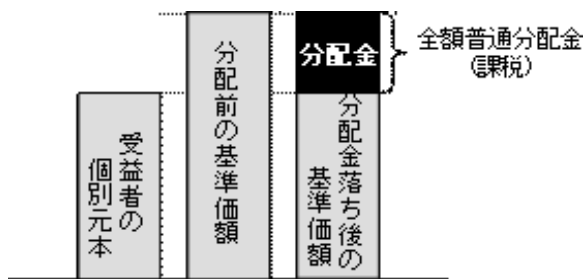 受益者の
個別元本
分配前の基準価額
分配金
分配金落ち後の
基準価額
全額普通分配金
(課税)